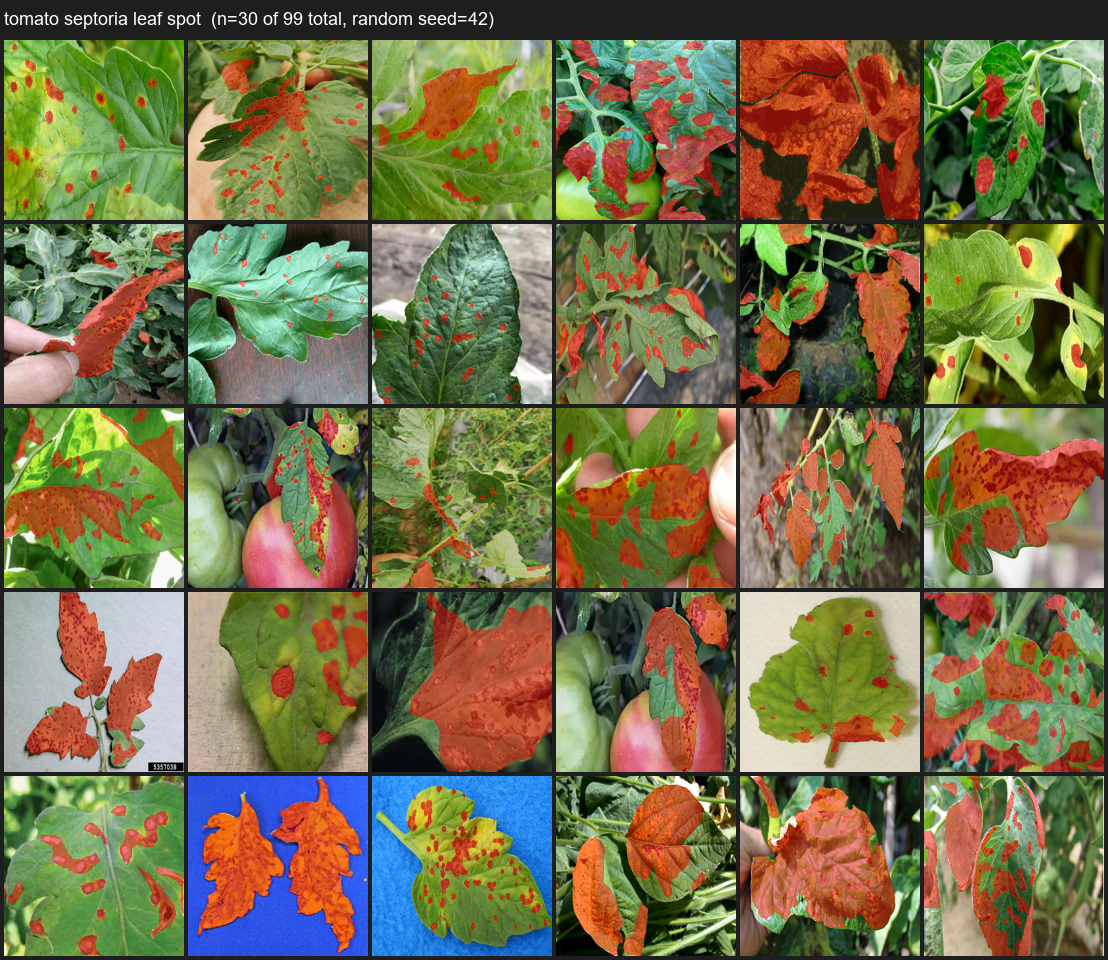 tomato septoria leaf spot (n=30 of 99 total, random seed=42)
5357038